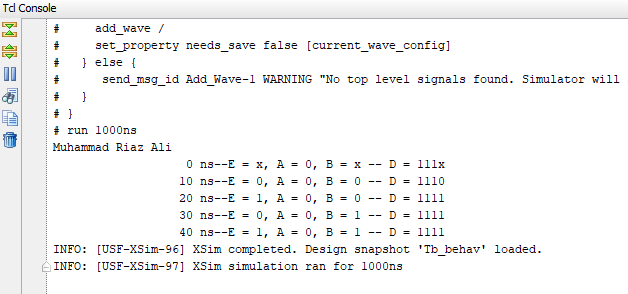 Tcl Console
# add_wave /
# set_property needs_save false [current_wave_config]
# } else {
# send_msg_id Add_Wave-1 WARNING "No top level signals found. Simulator will
# }
# }
# run 1000ns
Muhammad Riaz Ali
0 ns--E = x, A = 0, B = x -- D = 111x
10 ns--E = 0, A = 0, B = 0 -- D = 1110
20 ns--E = 1, A = 0, B = 0 -- D = 1111
30 ns--E = 0, A = 0, B = 1 -- D = 1111
40 ns--E = 1, A = 0, B = 1 -- D = 1111
INFO: [USF-XSim-96] XSim completed. Design snapshot 'Tb_behav' loaded.
INFO: [USF-XSim-97] XSim simulation ran for 1000ns